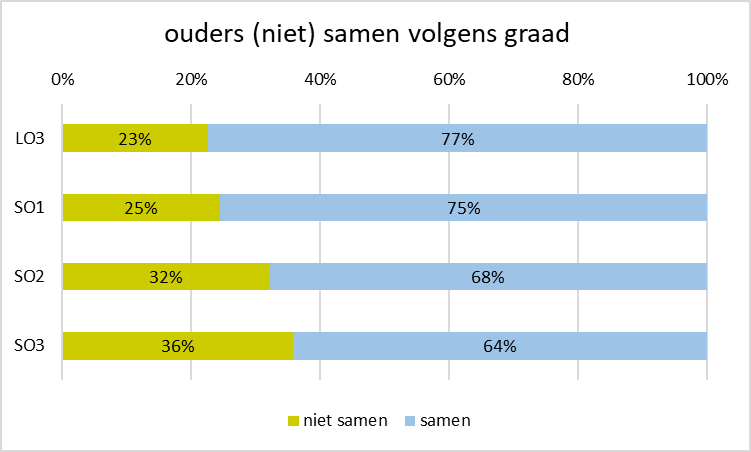 ouders (niet) samen volgens graad
0% 20% 40% 60% 80% 100%
LO3 23% 77%
SO1 25% 75%
SO2 32% 68%
SO3 36% 64%
niet samen samen